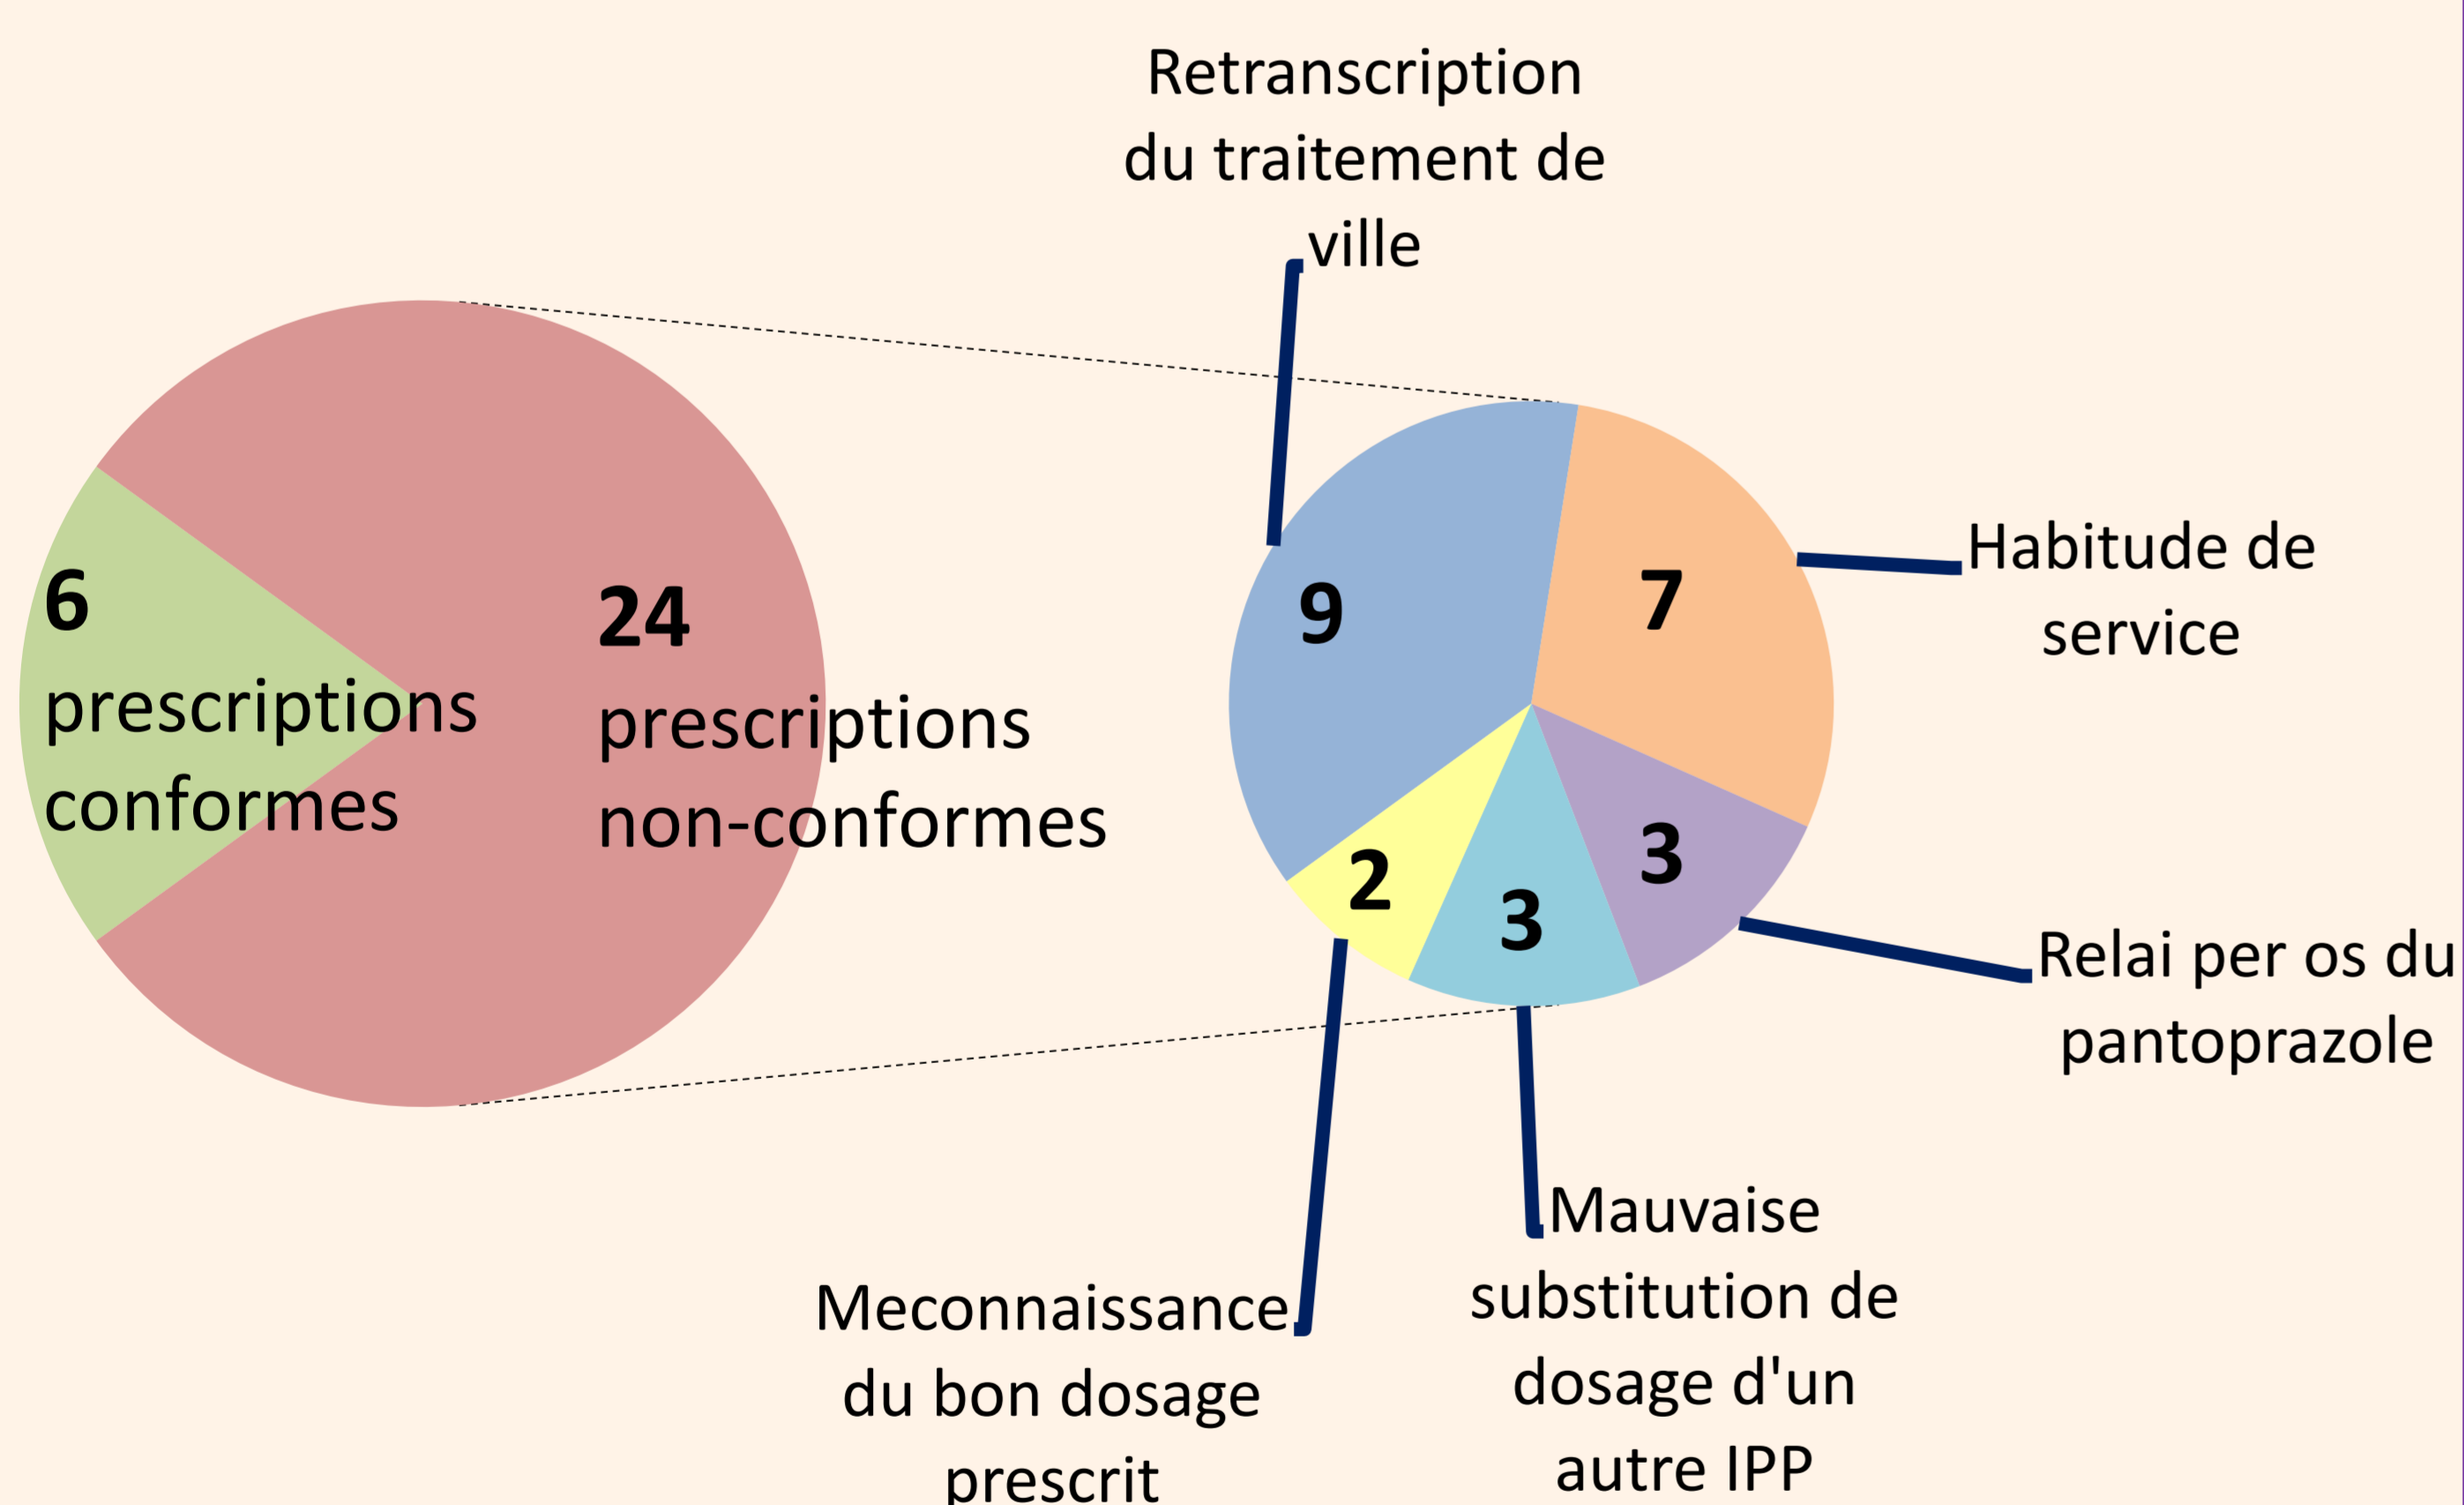 Retranscription
du traitement de
ville
6
prescriptions
conformes
24
prescriptions
non-conformes
9
7
Habitude de
service
2
3
3
Relai per os du
pantoprazole
Meconnaissance
du bon dosage
prescrit
Mauvaise
substitution de
dosage d'un
autre IPP